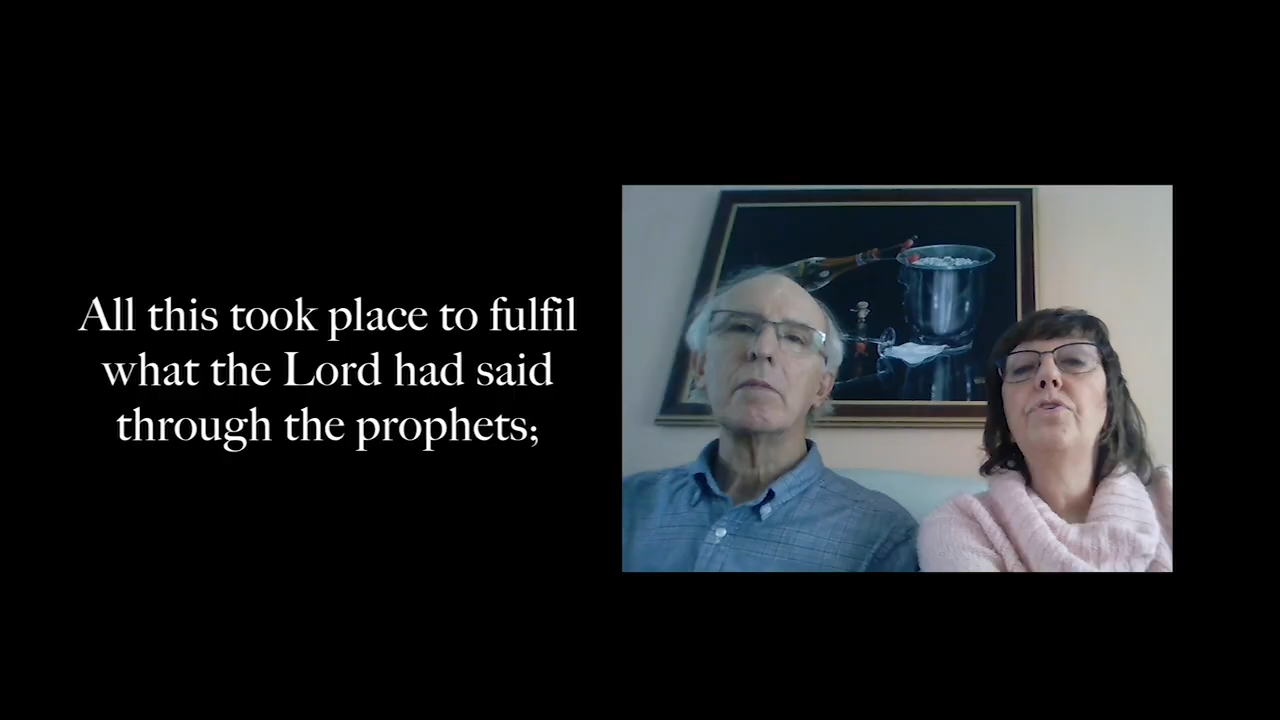 All this took place to fulfil
what the Lord had said
through the prophets;